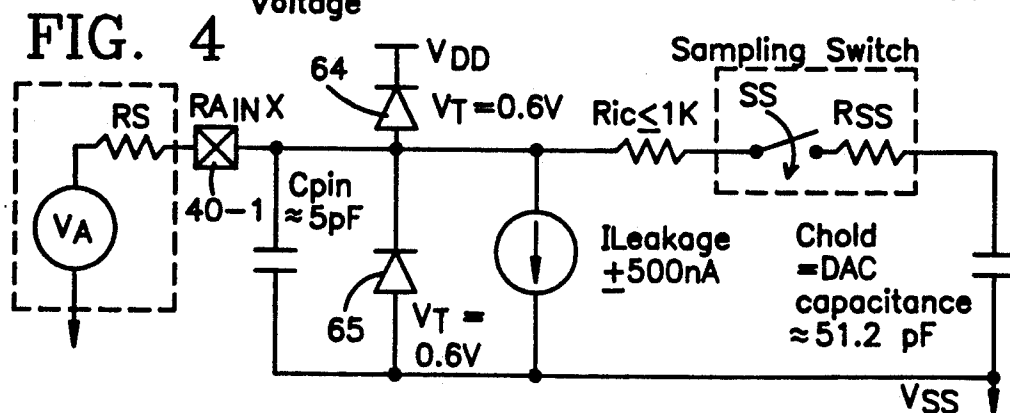 Voltage
FIG. 4
64
VDD
VT=0.6V
Sampling Switch
RS
RAINX
Ric≤1K
SS
RSS
40-1
VA
Cpin
≈5pF
65
VT =
0.6V
ILeakage
±500nA
Chold
=DAC
capacitance
≈51.2 pF
VSS